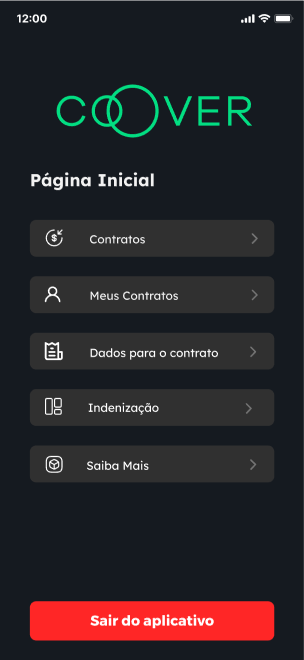 12:00
COOVER
Página Inicial
Contratos
Meus Contratos
Dados para o contrato
Indenização
Saiba Mais
Sair do aplicativo